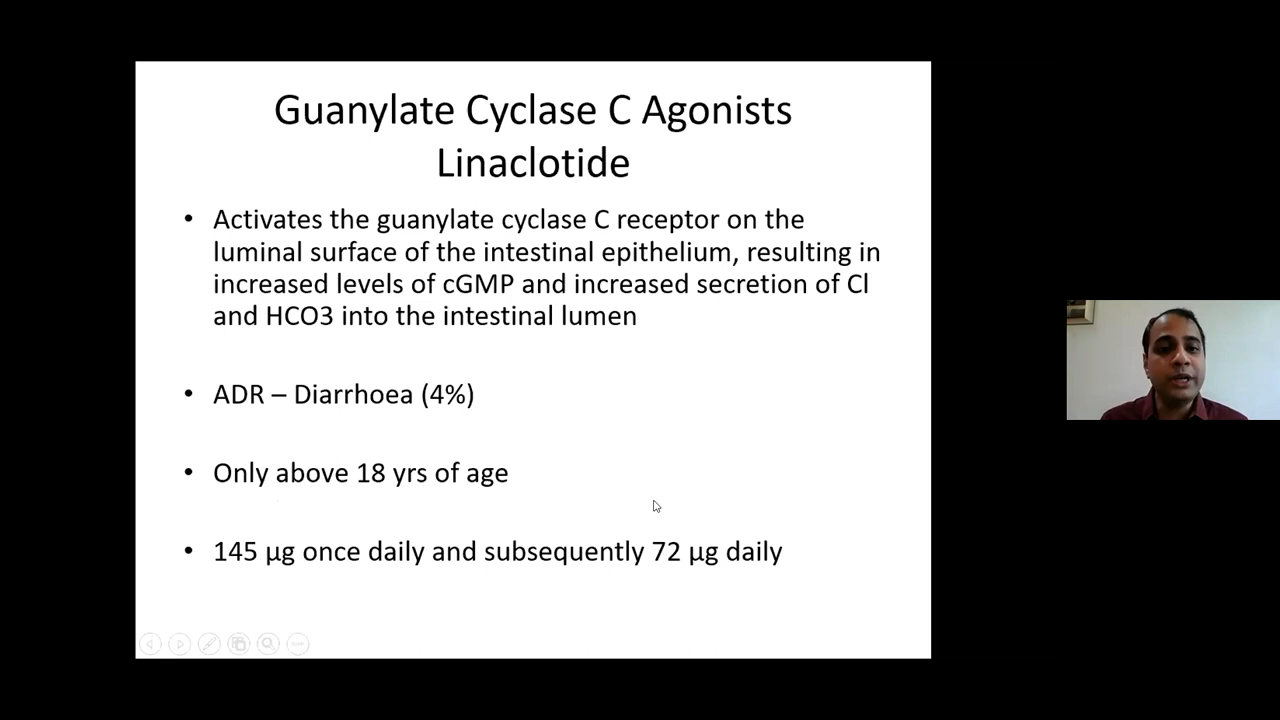 Guanylate Cyclase C Agonists
Linaclotide
• Activates the guanylate cyclase C receptor on the
luminal surface of the intestinal epithelium, resulting in
increased levels of cGMP and increased secretion of Cl
and HCO3 into the intestinal lumen
• ADR – Diarrhoea (4%)
• Only above 18 yrs of age
• 145 µg once daily and subsequently 72 µg daily